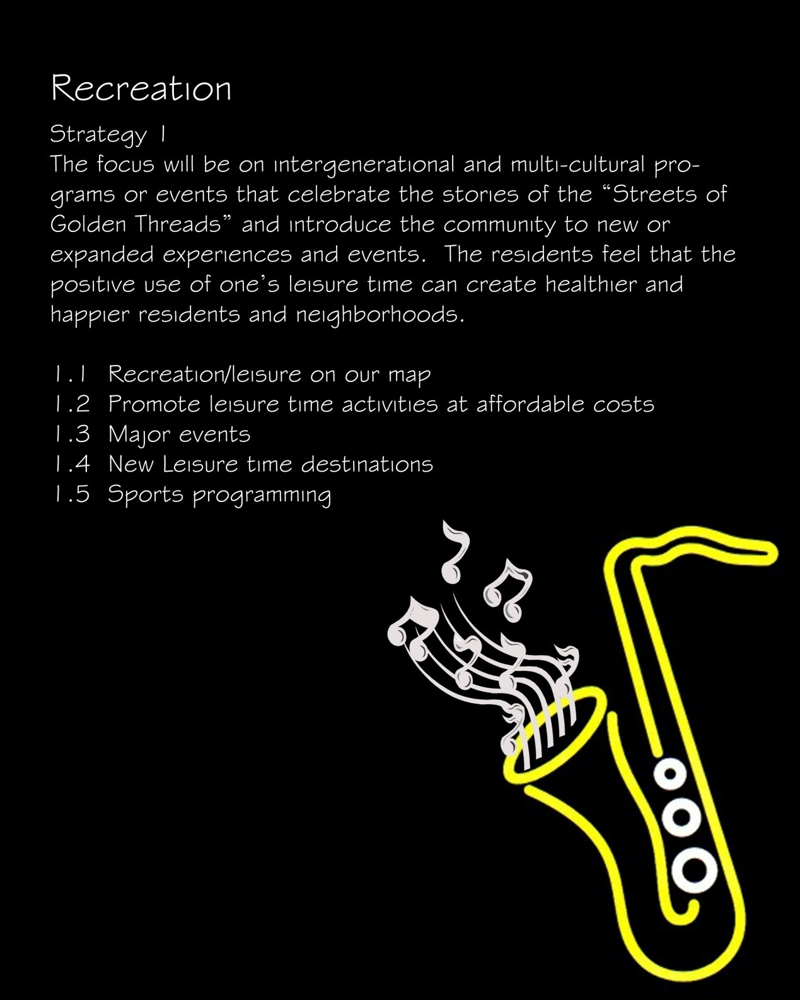 Recreation
Strategy 1
The focus will be on intergenerational and multi-cultural pro-
grams or events that celebrate the stories of the “Streets of
Golden Threads” and introduce the community to new or
expanded experiences and events.  The residents feel that the
positive use of one’s leisure time can create healthier and
happier residents and neighborhoods.
1.1 Recreation/leisure on our map
1.2 Promote leisure time activities at affordable costs
1.3 Major events
1.4 New Leisure time destinations
1.5 Sports programming